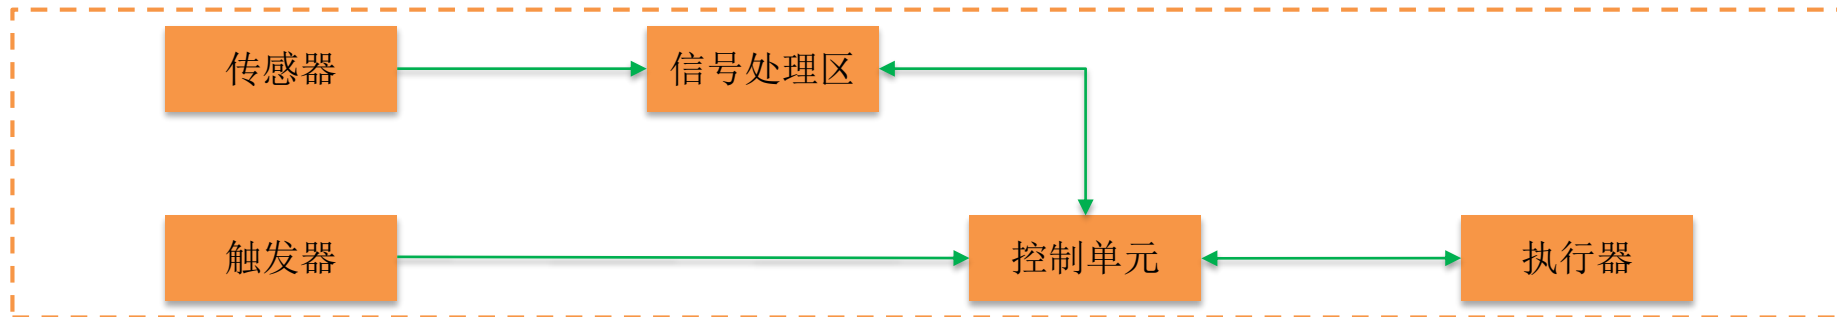 传感器
信号处理区
触发器
控制单元
执行器